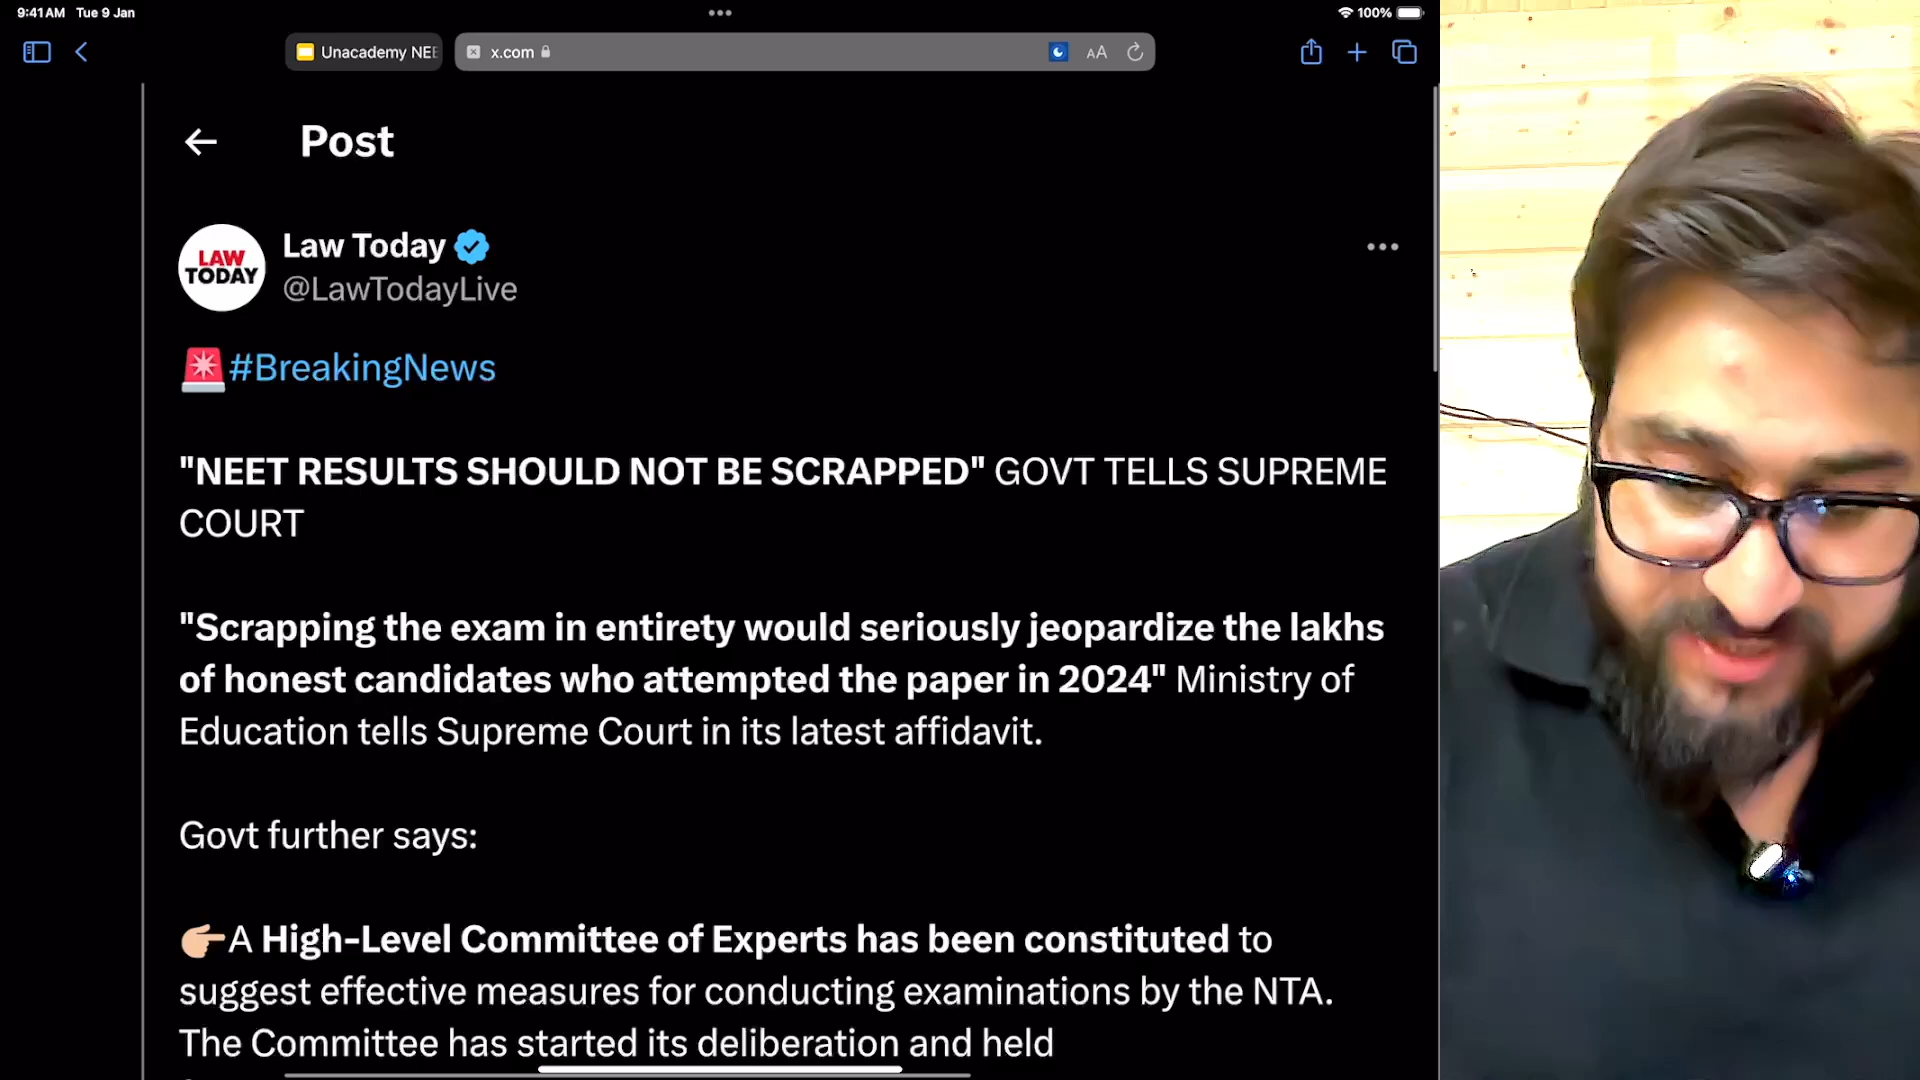 9:41 AM Tue 9 Jan
100%
Unacademy NEE
x.com
AA
Post
LAW
TODAY
Law Today
@LawTodayLive
#BreakingNews
"NEET RESULTS SHOULD NOT BE SCRAPPED" GOVT TELLS SUPREME
COURT
"Scrapping the exam in entirety would seriously jeopardize the lakhs
of honest candidates who attempted the paper in 2024" Ministry of
Education tells Supreme Court in its latest affidavit.
Govt further says:
A High-Level Committee of Experts has been constituted to
suggest effective measures for conducting examinations by the NTA.
The Committee has started its deliberation and held